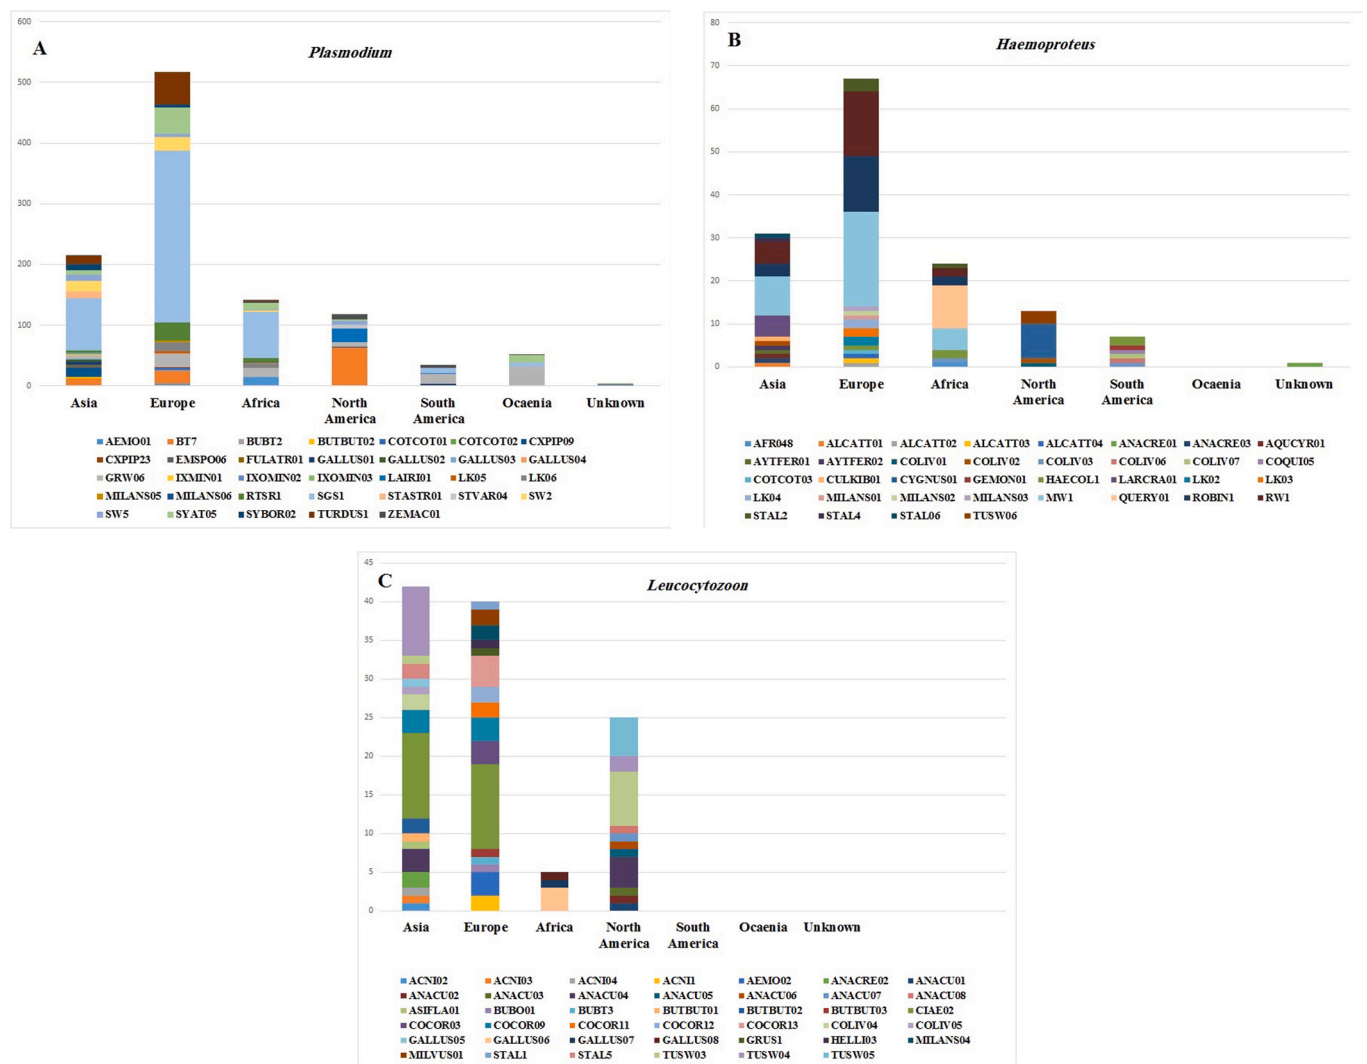 A
Plasmodium
600
500
400
300
200
100
0
Asia Europe Africa North America South America Ocaenia Unknown
AEMO01 BT7 BUBT2 BUTBUT02 COTCOT01 COTCOT02 CXPIP09
CXPIP23 EMSPO06 FULATR01 GALLUS01 GALLUS02 GALLUS03 GALLUS04
GRW06 IXMIN01 IXOMIN02 IXOMIN03 LAIRI01 LK05 LK06
MILANS05 MILANS06 RTSR1 SGS1 STASTR01 STVAR04 SW2
SW5 SYAT05 SYBOR02 TURDUS1 ZEMAC01
B
Haemoproteus
80
70
60
50
40
30
20
10
0
Asia Europe Africa North America South America Ocaenia Unknown
AFR048 ALCATT01 ALCATT02 ALCATT03 ALCATT04 ANACRE01 ANACRE03 AQUCYR01
AYTFER01 AYTFER02 COLIV01 COLIV02 COLIV03 COLIV06 COLIV07 COQUI05
COTCOT03 CULKIB01 CYGNUS01 GEMON01 HAECOL1 LARCRA01 LK02 LK03
LK04 MILANS01 MILANS02 MILANS03 MW1 QUERY01 ROBIN1 RW1
STAL2 STAL4 STAL06 TUSW06
C
Leucocytozoon
45
40
35
30
25
20
15
10
5
0
Asia Europe Africa North America South America Ocaenia Unknown
ACNI02 ACNI03 ACNI04 ACNI1 AEMO02 ANACRE02 ANACU01
ANACU02 ANACU03 ANACU04 ANACU05 ANACU06 ANACU07 ANACU08
ASIFLA01 BUBO01 BUBT3 BUTBUT01 BUTBUT02 BUTBUT03 CIAE02
COCOR03 COCOR09 COCOR11 COCOR12 COCOR13 COLIV04 COLIV05
GALLUS05 GALLUS06 GALLUS07 GALLUS08 GRUS1 HELLI03 MILANS04
MILVUS01 STAL1 STAL5 TUSW03 TUSW04 TUSW05